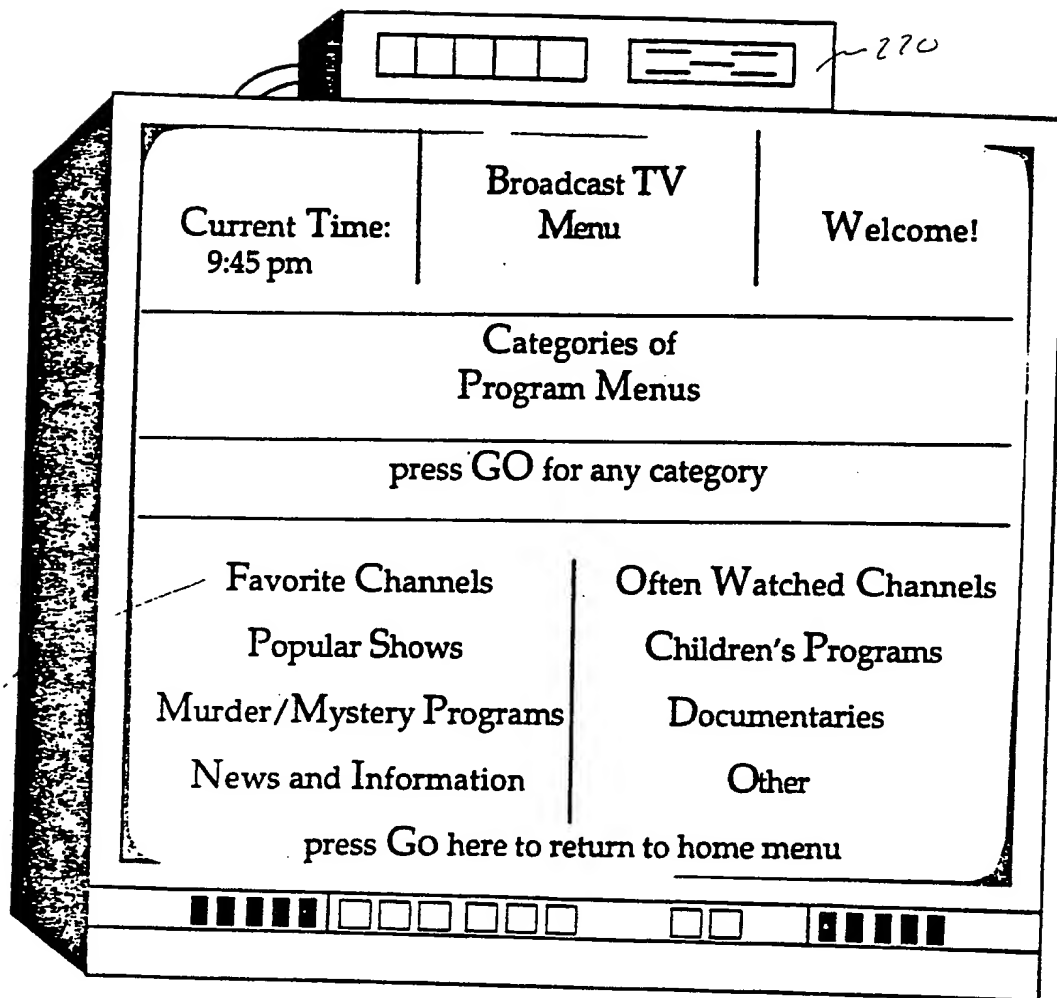 220
Broadcast TV
Menu
Current Time:
9:45 pm
Welcome!
Categories of
Program Menus
press GO for any category
Favorite Channels
Often Watched Channels
Popular Shows
Children's Programs
Murder/Mystery Programs
Documentaries
News and Information
Other
press Go here to return to home menu